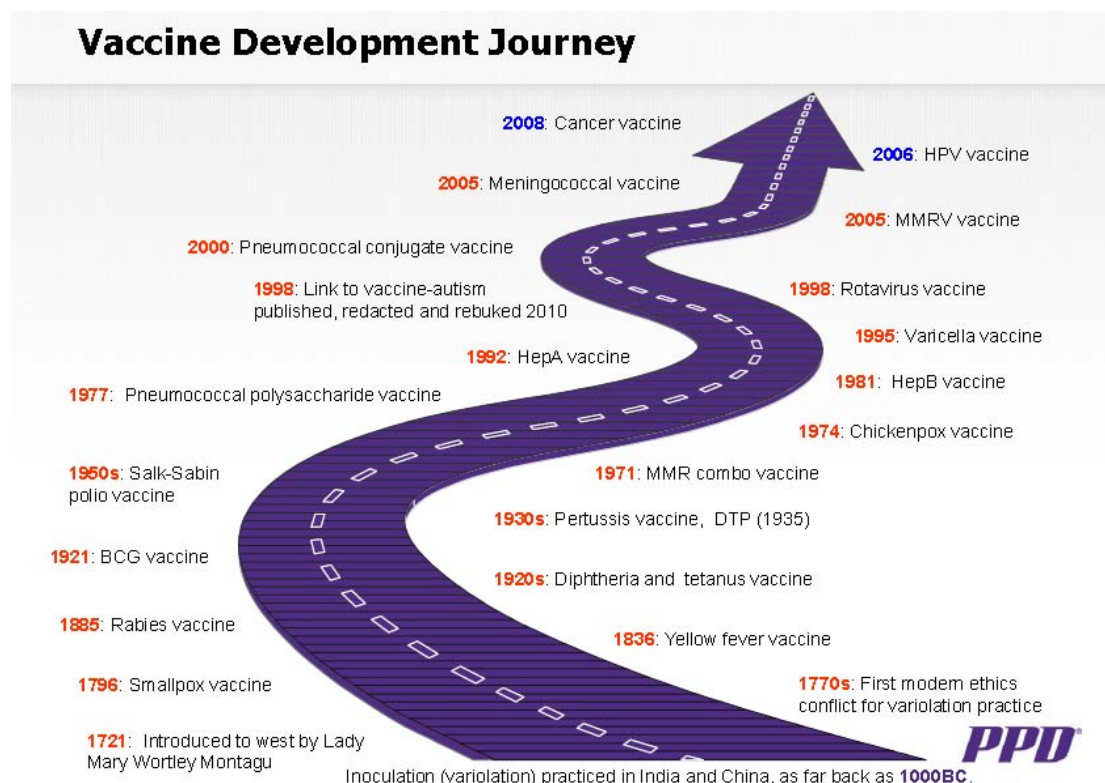 Vaccine Development Journey
2008: Cancer vaccine
2006: HPV vaccine
2005: Meningococcal vaccine
2005: MMRV vaccine
2000: Pneumococcal conjugate vaccine
1998: Link to vaccine-autism
published, redacted and rebuked 2010
1998: Rotavirus vaccine
1995: Varicella vaccine
1992: HepA vaccine
1981: HepB vaccine
1977: Pneumococcal polysaccharide vaccine
1974: Chickenpox vaccine
1950s: Salk-Sabin
polio vaccine
1971: MMR combo vaccine
1930s: Pertussis vaccine, DTP (1935)
1921: BCG vaccine
1920s: Diphtheria and tetanus vaccine
1885: Rabies vaccine
1836: Yellow fever vaccine
1796: Smallpox vaccine
1770s: First modern ethics
conflict for variolation practice
1721: Introduced to west by Lady
Mary Wortley Montagu
PPD®
Inoculation (variolation) practiced in India and China, as far back as 1000BC.